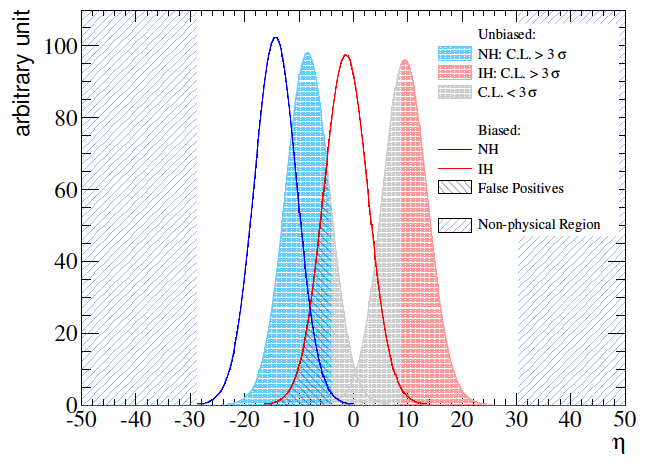 arbitrary unit
100
80
60
40
20
0
-50 -40 -30 -20 -10 0 10 20 30 40 50
η
Unbiased:
NH: C.L. > 3 σ
IH: C.L. > 3 σ
C.L. < 3 σ
Biased:
NH
IH
False Positives
Non-physical Region